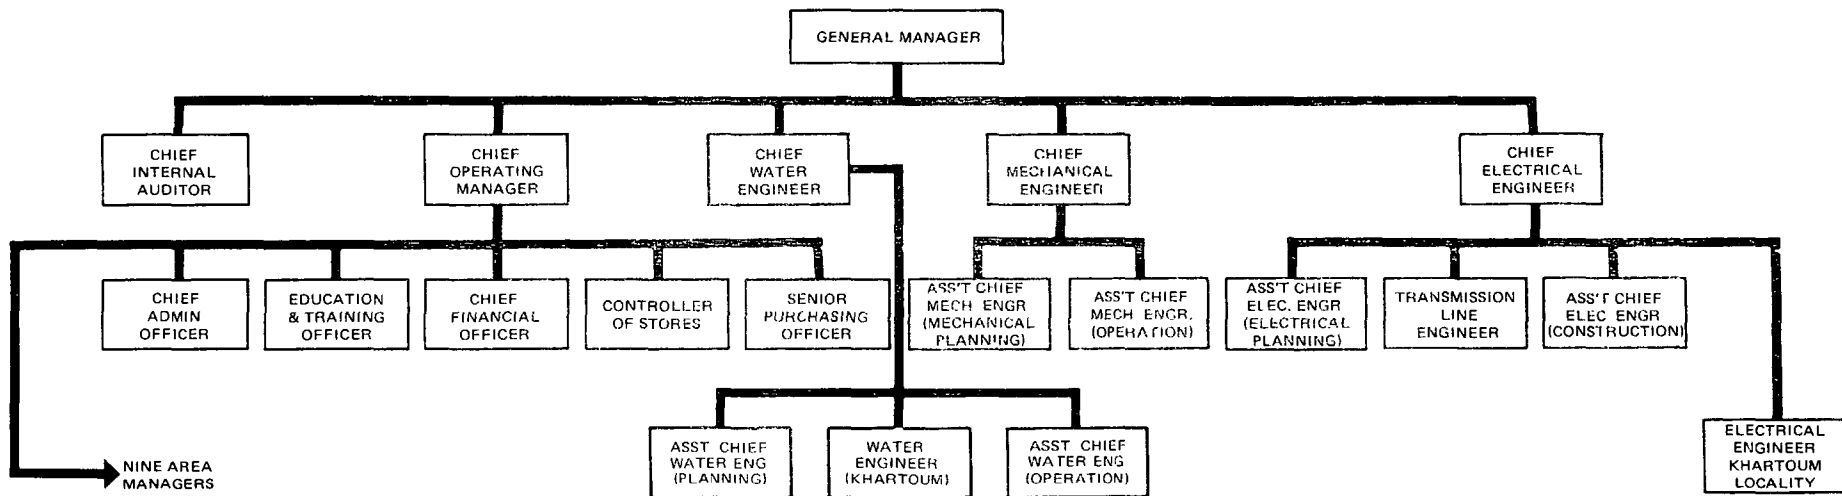 GENERAL MANAGER
CHIEF
INTERNAL
AUDITOR
CHIEF
OPERATING
MANAGER
CHIEF
WATER
ENGINEER
CHIEF
MECHANICAL
ENGINEER
CHIEF
ELECTRICAL
ENGINEER
CHIEF
ADMIN
OFFICER
EDUCATION
& TRAINING
OFFICER
CHIEF
FINANCIAL
OFFICER
CONTROLLER
OF STORES
SENIOR
PURCHASING
OFFICER
ASS'T CHIEF
MECH ENGR
(MECHANICAL
PLANNING)
ASS'T CHIEF
MECH ENGR.
(OPERATION)
ASS'T CHIEF
ELEC. ENGR
(ELECTRICAL
PLANNING)
TRANSMISSION
LINE
ENGINEER
ASS'T CHIEF
ELEC ENGR
(CONSTRUCTION)
NINE AREA
MANAGERS
ASST CHIEF
WATER ENG
(PLANNING)
WATER
ENGINEER
(KHARTOUM)
ASST CHIEF
WATER ENG
(OPERATION)
ELECTRICAL
ENGINEER
KHARTOUM
LOCALITY